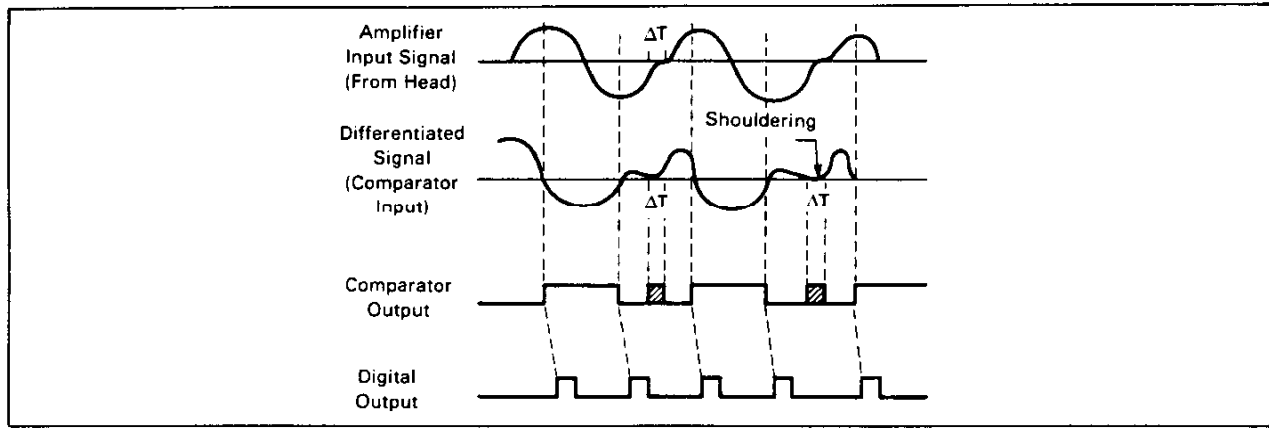 Amplifier
Input Signal
(From Head)
ΔT
Differentiated
Signal
(Comparator
Input)
Shouldering
ΔT
ΔT
Comparator
Output
Digital
Output